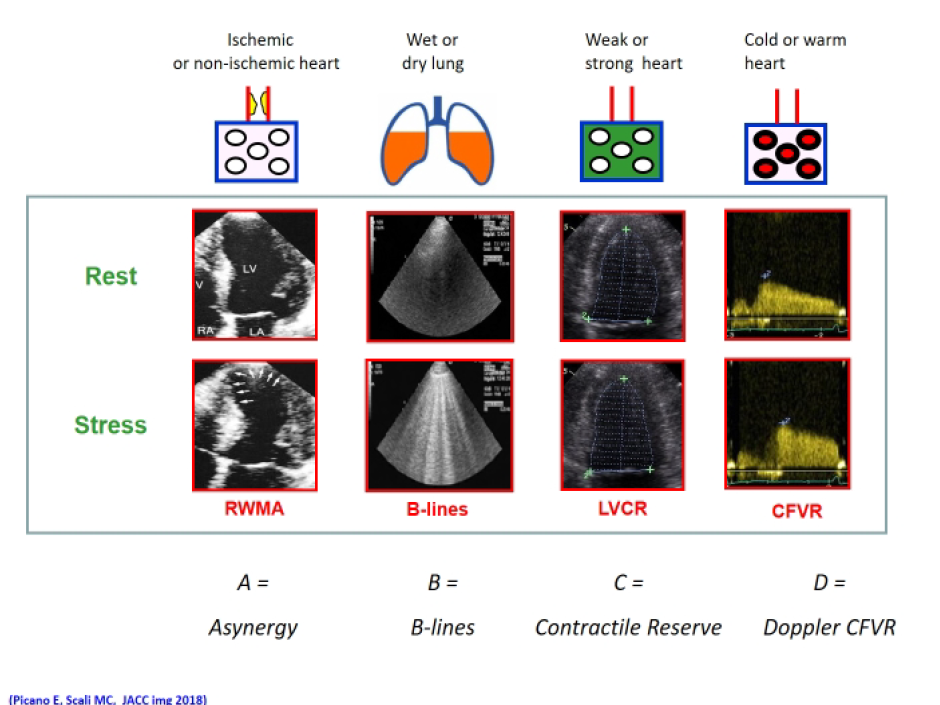 Ischemic
or non-ischemic heart
Wet or
dry lung
Weak or
strong heart
Cold or warm
heart
Rest
LV
V
RA
LA
5
Stress
5
RWMA
B-lines
LVCR
CFVR
A =
Asynergy
B =
B-lines
C =
Contractile Reserve
D =
Doppler CFVR
(Picano E, Scali MC, JACC img 2018)